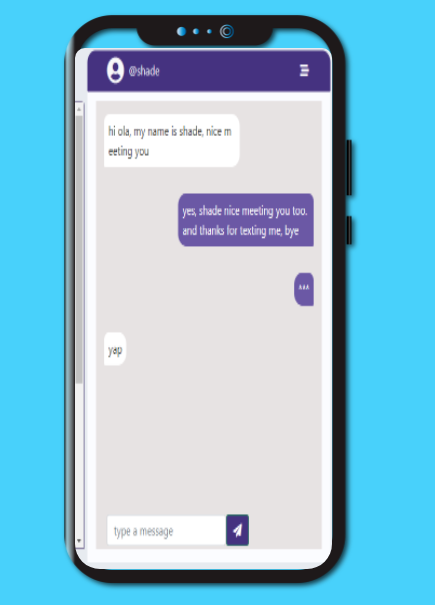 @shade
hi ola, my name is shade, nice m
eeting you
yes, shade nice meeting you too.
and thanks for texting me, bye
^^^
yap
type a message